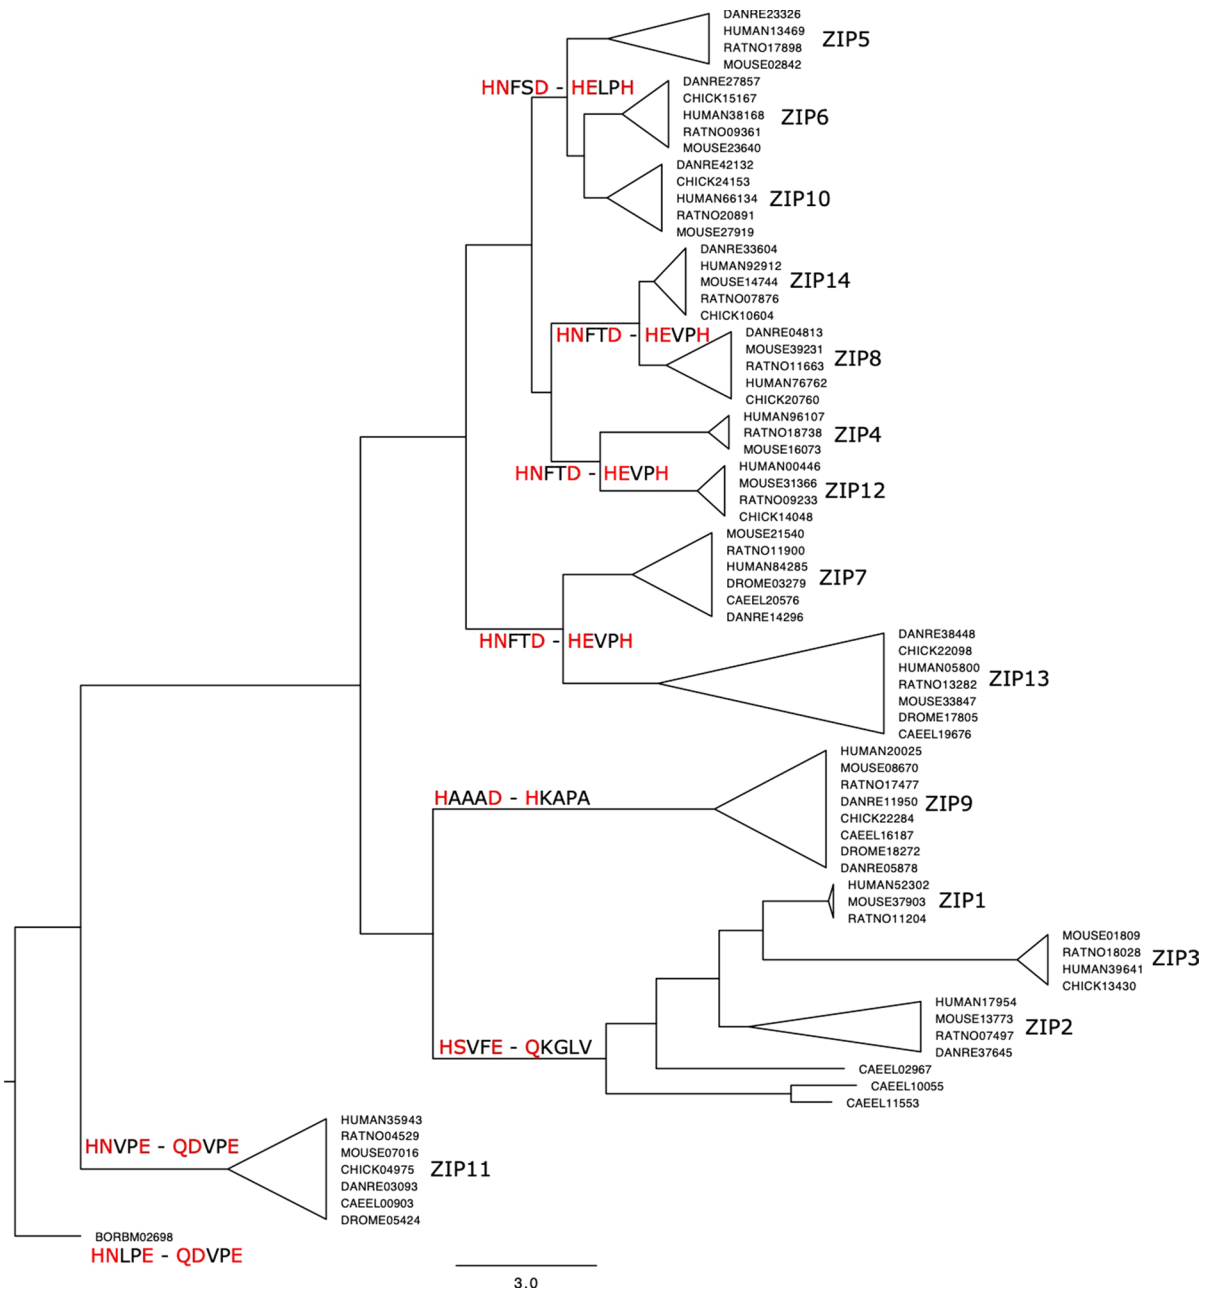 DANRE23326
HUMAN13469
RATNO17898
MOUSE02842
ZIP5
HNFSD - HELPH
DANRE27857
CHICK15167
HUMAN38168
RATNO09361
MOUSE23640
ZIP6
DANRE42132
CHICK24153
HUMAN66134
RATNO20891
MOUSE27919
ZIP10
DANRE33604
HUMAN92912
MOUSE14744
RATNO07876
CHICK10604
ZIP14
HNFTD - HEVPH
DANRE04813
MOUSE39231
RATNO11663
HUMAN76762
CHICK20760
ZIP8
HUMAN96107
RATNO18738
MOUSE16073
ZIP4
HNFTD - HEVPH
HUMAN00446
MOUSE31366
RATNO09233
CHICK14048
ZIP12
MOUSE21540
RATNO11900
HUMAN84285
DROME03279
CAEEL20576
DANRE14296
ZIP7
HNFTD - HEVPH
DANRE38448
CHICK22098
HUMAN05800
RATNO13282
MOUSE33847
DROME17805
CAEEL19676
ZIP13
HUMAN20025
MOUSE08670
RATNO17477
DANRE11950
CHICK22284
CAEEL16187
DROME18272
DANRE05878
ZIP9
HAAAD - HKAPA
HUMAN52302
MOUSE37903
RATNO11204
ZIP1
MOUSE01809
RATNO18028
HUMAN39641
CHICK13430
ZIP3
HUMAN17954
MOUSE13773
RATNO07497
DANRE37645
ZIP2
HSVFE - QKGLV
CAEEL02967
CAEEL10055
CAEEL11553
HNVPE - QDVPE
HUMAN35943
RATNO04529
MOUSE07016
CHICK04975
DANRE03093
CAEEL00903
DROME05424
ZIP11
BORBM02698
HNLPE - QDVPE
3.0